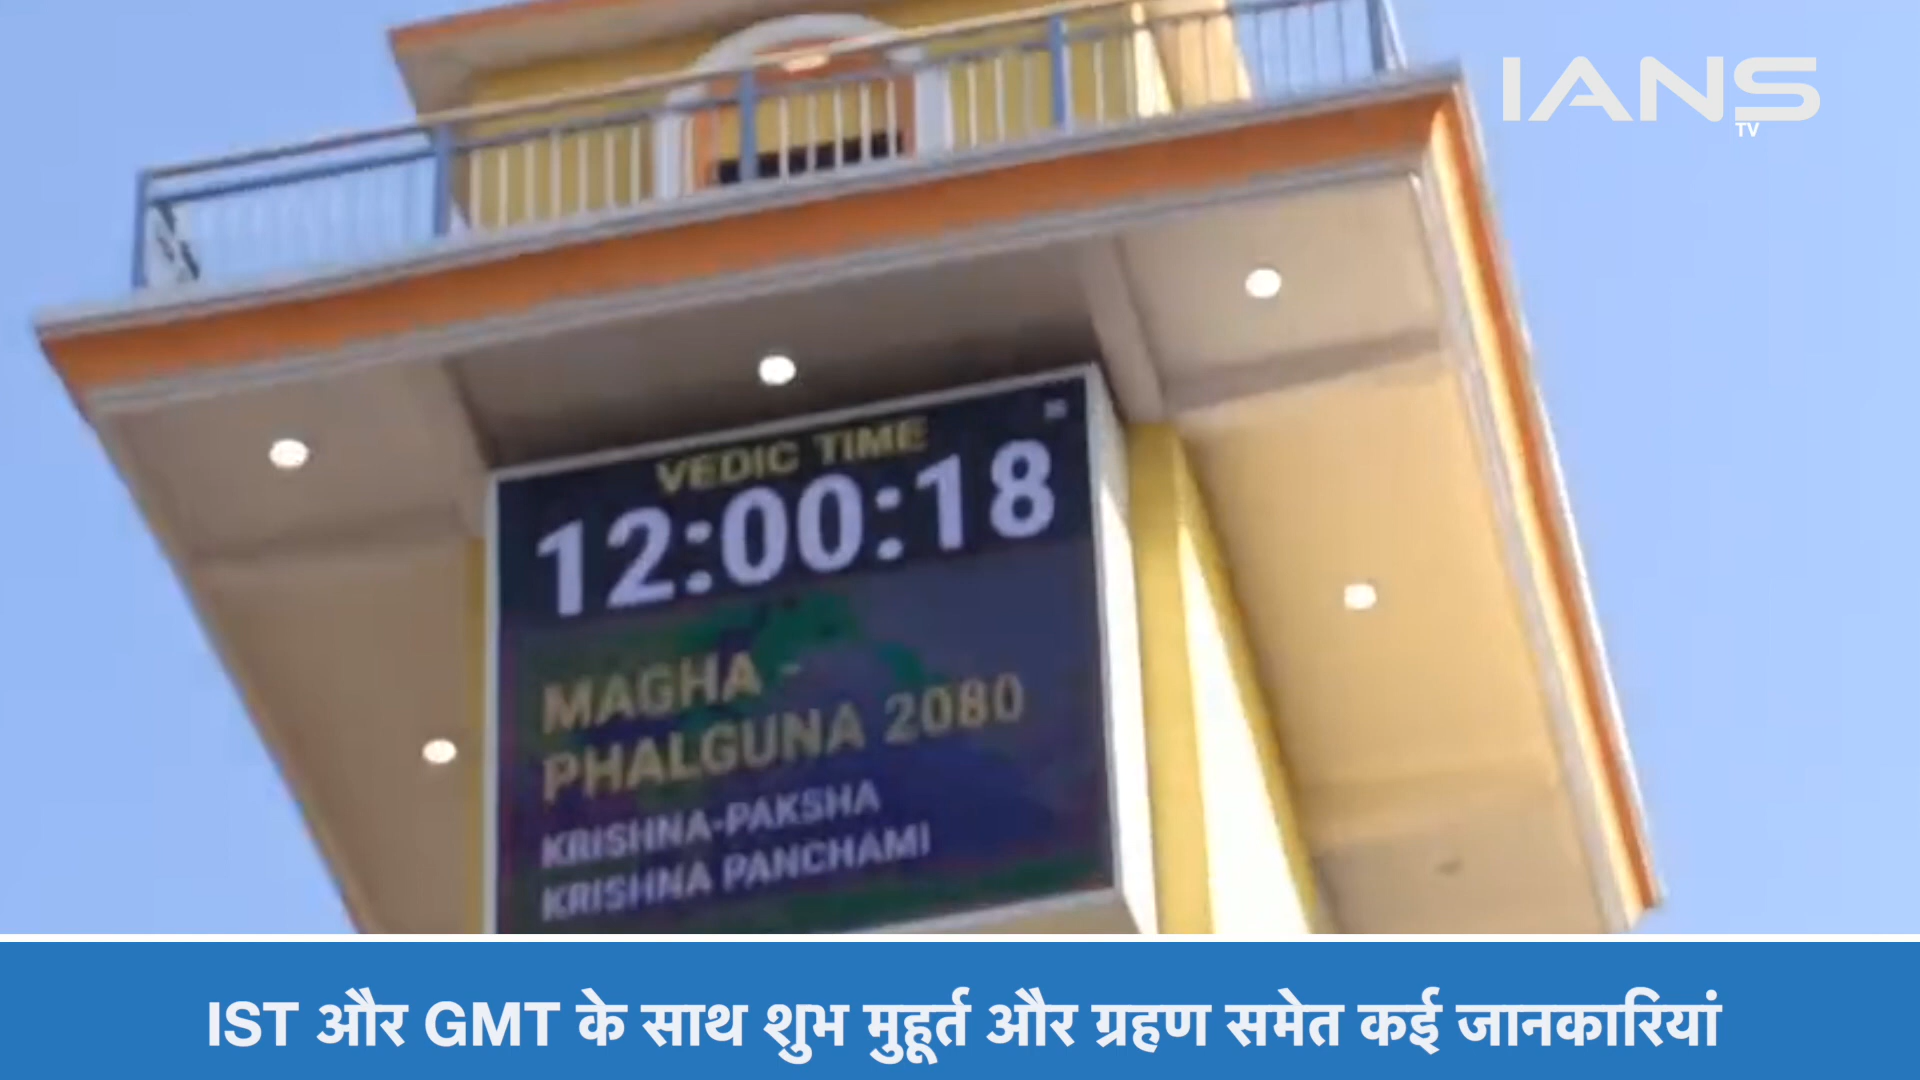 IANS
TV
VEDIC TIME
12:00:18
MAGHA -
PHALGUNA 2080
KRISHNA-PAKSHA
KRISHNA PANCHAMI
IST और GMT के साथ शुभ मुहूर्त और ग्रहण समेत कई जानकारियां